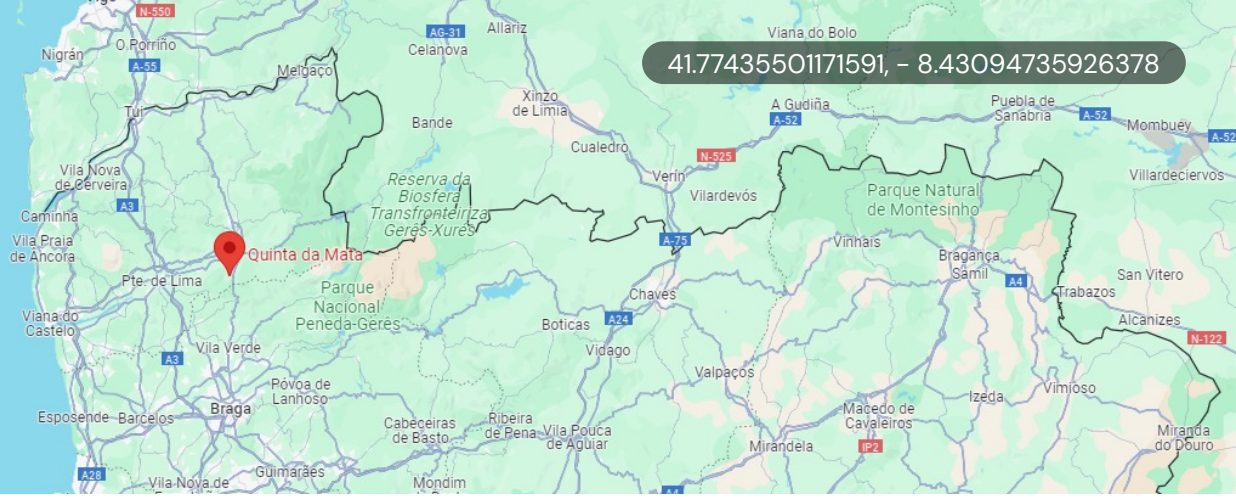 N-550
Allariz
AG-31
Viana do Bolo
O Porriño
Nigrán
Celanova
A-55
Melgaço
41.77435501171591, - 8.43094735926378
Xinzo
de Limia
A Gudiña
A-52
Puebla de
Sanabria
A-52
Tui
Bande
Mombuey
A-52
Cualedro
N-525
Verín
Vila Nova
de Cerveira
Reserva da
Biosfera
Transfronteiriza
Gerês-Xurés
Vilardevós
Parque Natural
de Montesinho
Villardeciervos
A3
Caminha
Vila Praia
de Âncora
A-75
Vinhais
Quinta da Mata
Bragança
Samil
Pte. de Lima
Parque
Nacional
Peneda-Gerês
A4
San Vitero
Trabazos
Chaves
Viana do
Castelo
Boticas
A24
Alcanizes
N-122
A3
Vila Verde
Vidago
Valpaços
Póvoa de
Lanhoso
Vimioso
Izeda
Esposende
Barcelos
Braga
Cabeceiras
de Basto
Ribeira
de Pena
Vila Pouca
de Aguiar
Macedo de
Cavaleiros
Mirandela
IP2
Miranda
do Douro
A28
Guimarães
Vila Nova de
Mondim
A4